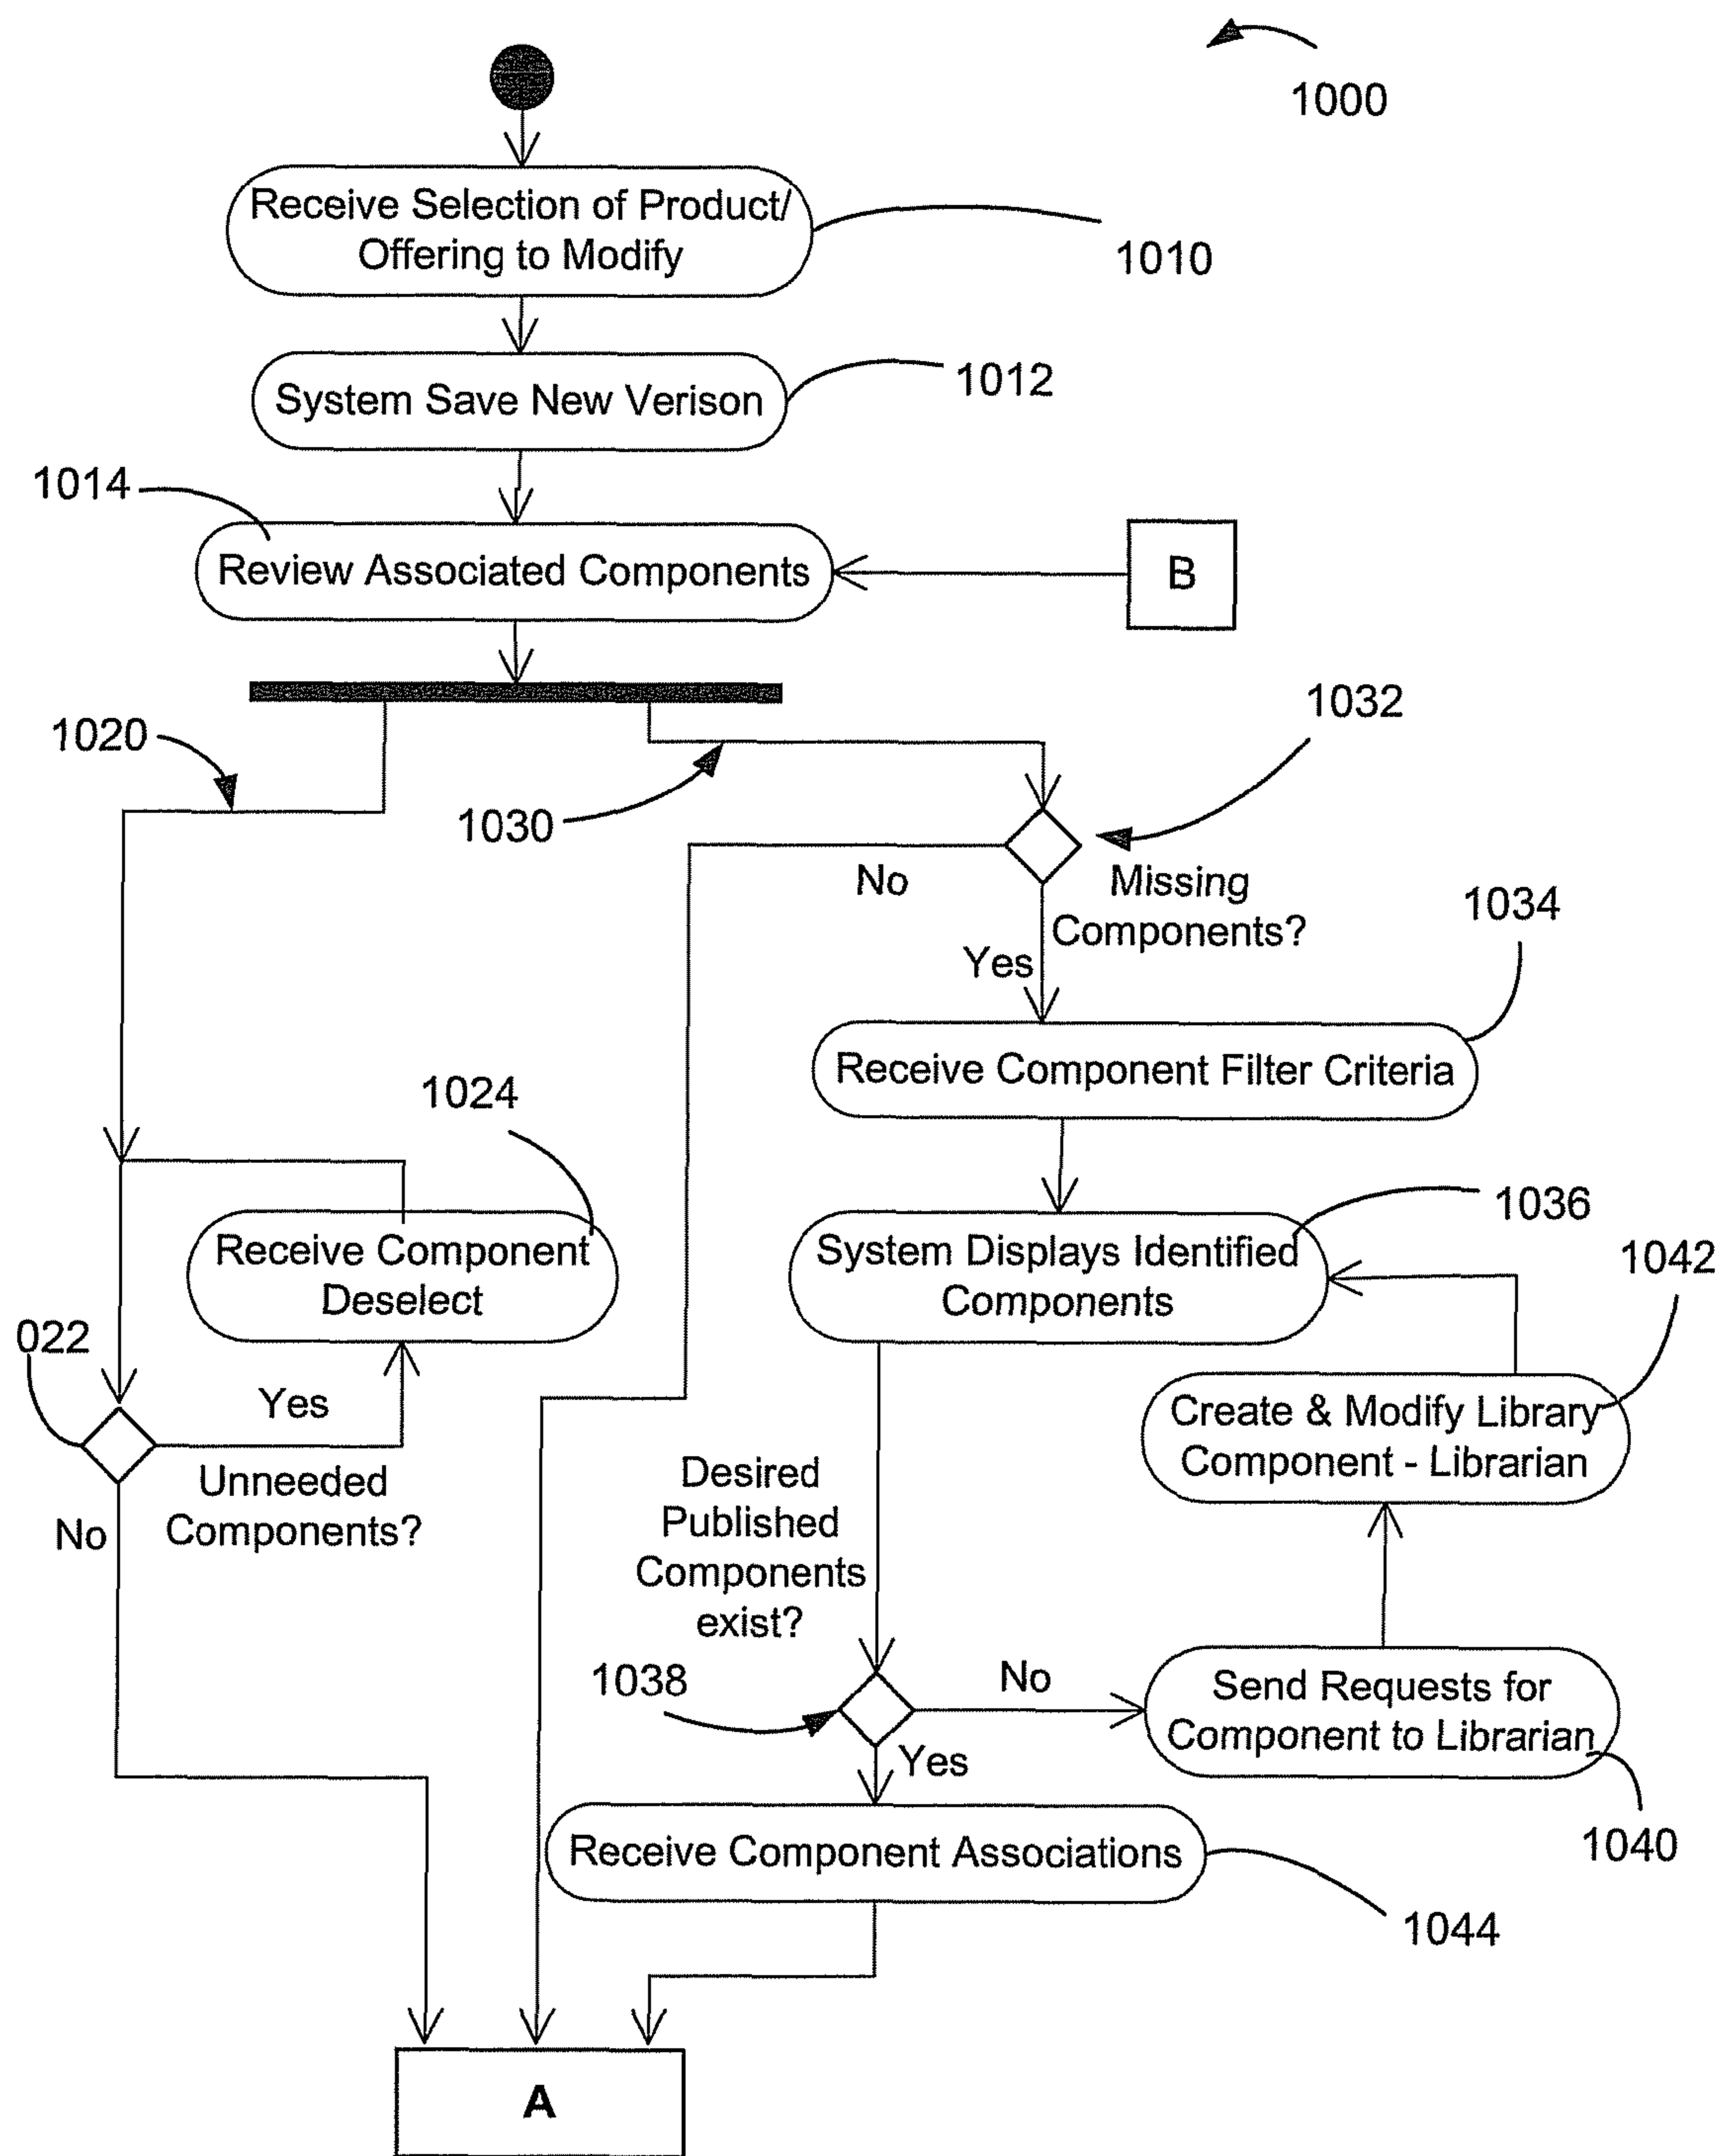 1000
Receive Selection of Product/
Offering to Modify
1010
System Save New Verison
1012
1014
Review Associated Components
B
1020
1030
1032
No
Missing
Components?
Yes
1034
Receive Component Filter Criteria
1024
Receive Component
Deselect
1036
System Displays Identified
Components
1042
Create & Modify Library
Component - Librarian
022
Yes
Unneeded
Components?
No
Desired
Published
Components
exist?
1038
No
Send Requests for
Component to Librarian
1040
Yes
Receive Component Associations
1044
A